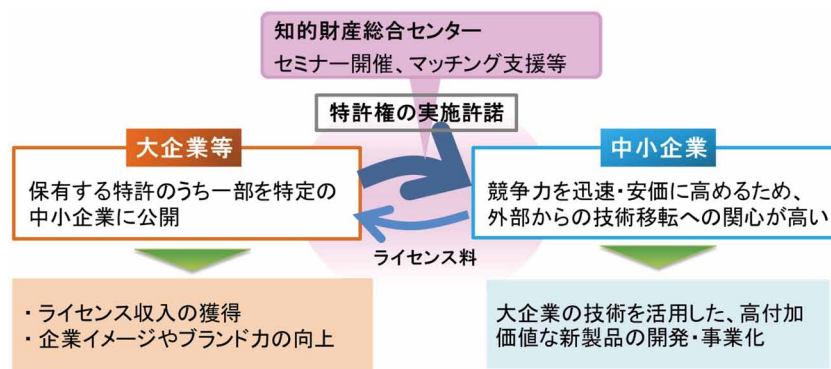 知的財産総合センター
セミナー開催、マッチング支援等
特許権の実施許諾
大企業等
保有する特許のうち一部を特定の
中小企業に公開
中小企業
競争力を迅速・安価に高めるため、
外部からの技術移転への関心が高い
ライセンス料
・ライセンス収入の獲得
・企業イメージやブランド力の向上
大企業の技術を活用した、高付加
価値な新製品の開発・事業化